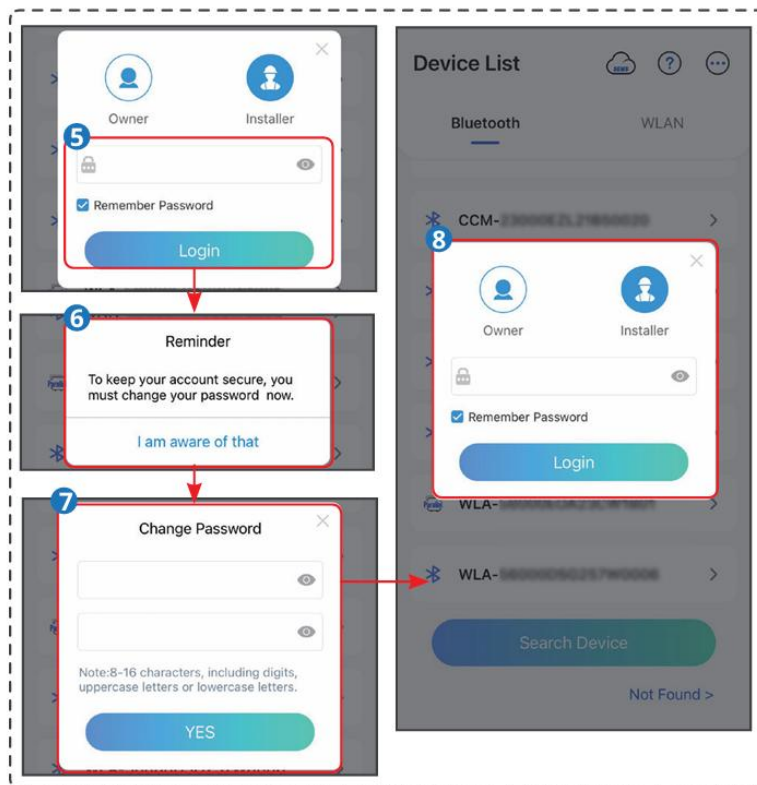 5
Owner
Installer
Remember Password
Login
6
Reminder
To keep your account secure, you
must change your password now.
I am aware of that
7
Change Password
Note:8-16 characters, including digits,
uppercase letters or lowercase letters.
YES
Device List
Bluetooth
WLAN
CCM-
8
Owner
Installer
Remember Password
Login
WLA-
WLA-
Search Device
Not Found >